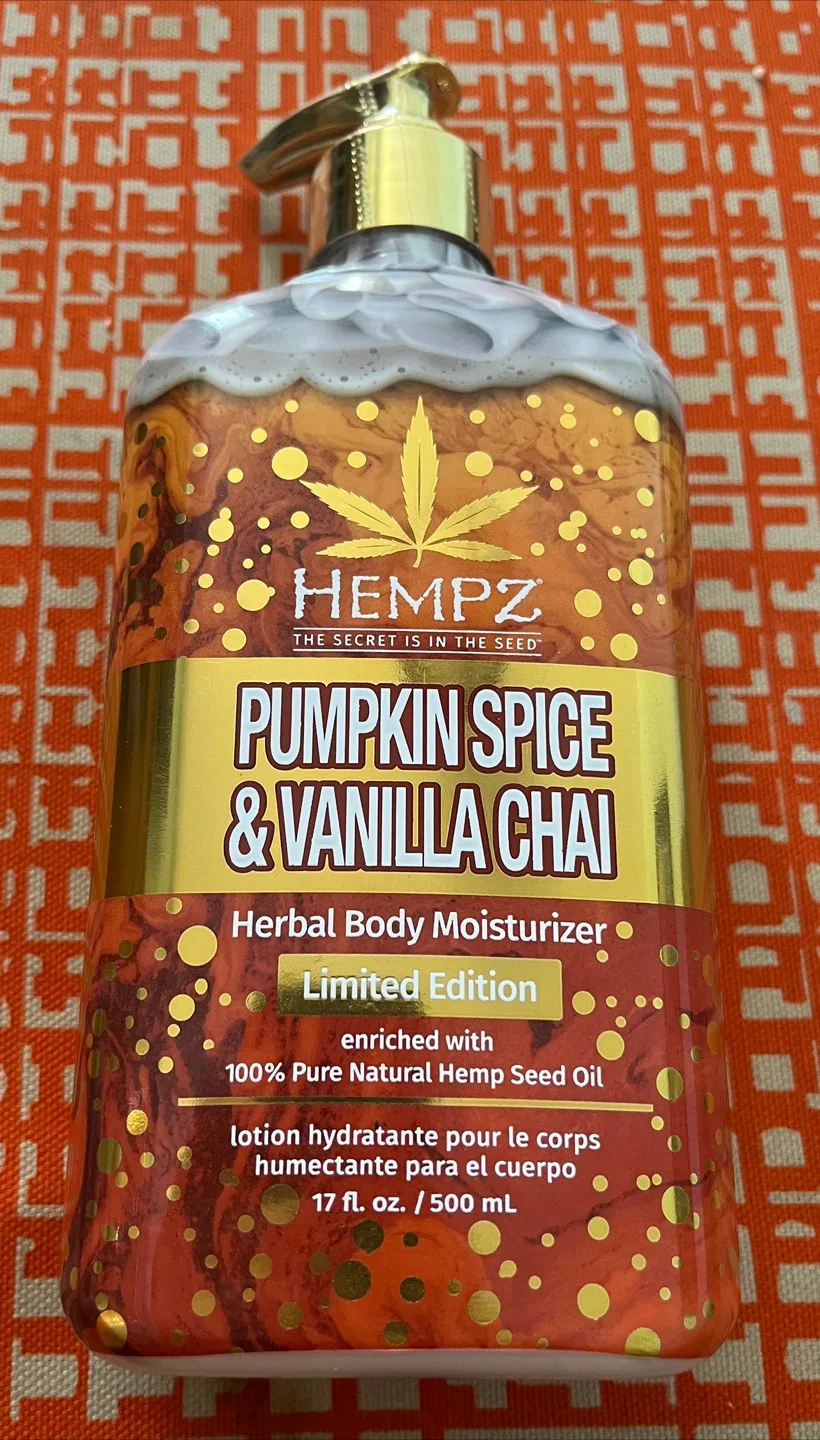 HEMPZ
THE SECRET IS IN THE SEED
PUMPKIN SPICE
& VANILLA CHAI
Herbal Body Moisturizer
Limited Edition
enriched with
100% Pure Natural Hemp Seed Oil
lotion hydratante pour le corps
humectante para el cuerpo
17 fl. oz. / 500 mL